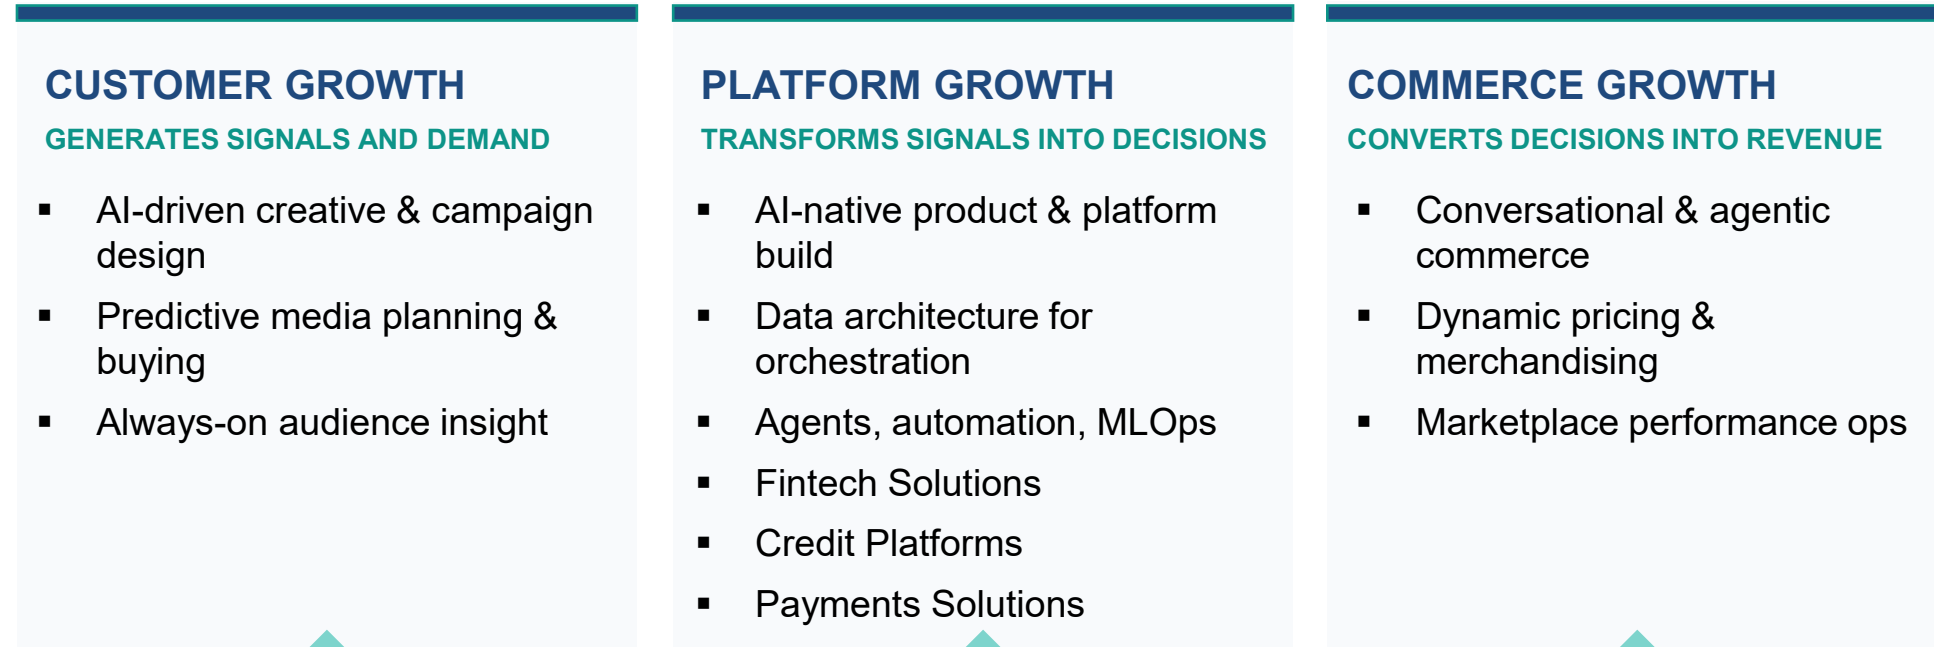 CUSTOMER GROWTH
GENERATES SIGNALS AND DEMAND
▪ AI-driven creative & campaign
design
▪ Predictive media planning &
buying
▪ Always-on audience insight
PLATFORM GROWTH
TRANSFORMS SIGNALS INTO DECISIONS
▪ AI-native product & platform
build
▪ Data architecture for
orchestration
▪ Agents, automation, MLOps
▪ Fintech Solutions
▪ Credit Platforms
▪ Payments Solutions
COMMERCE GROWTH
CONVERTS DECISIONS INTO REVENUE
▪ Conversational & agentic
commerce
▪ Dynamic pricing &
merchandising
▪ Marketplace performance ops